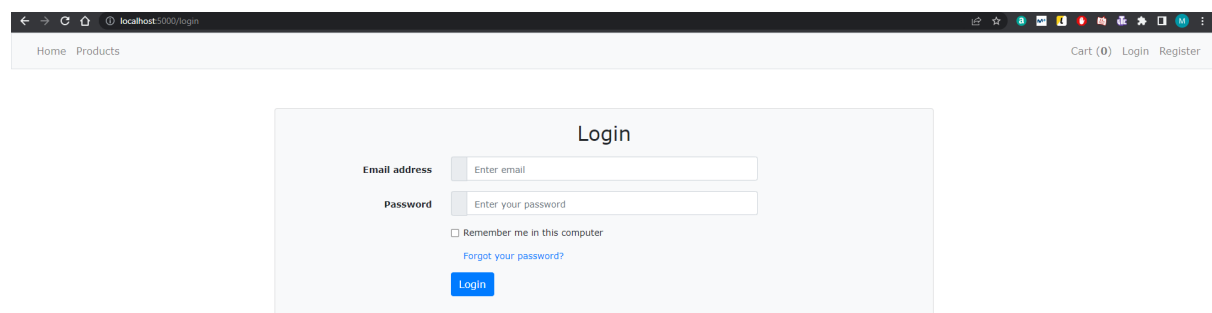 localhost:5000/login
Home Products Cart (0) Login Register
Login
Email address Enter email
Password Enter your password
Remember me in this computer
Forgot your password?
Login